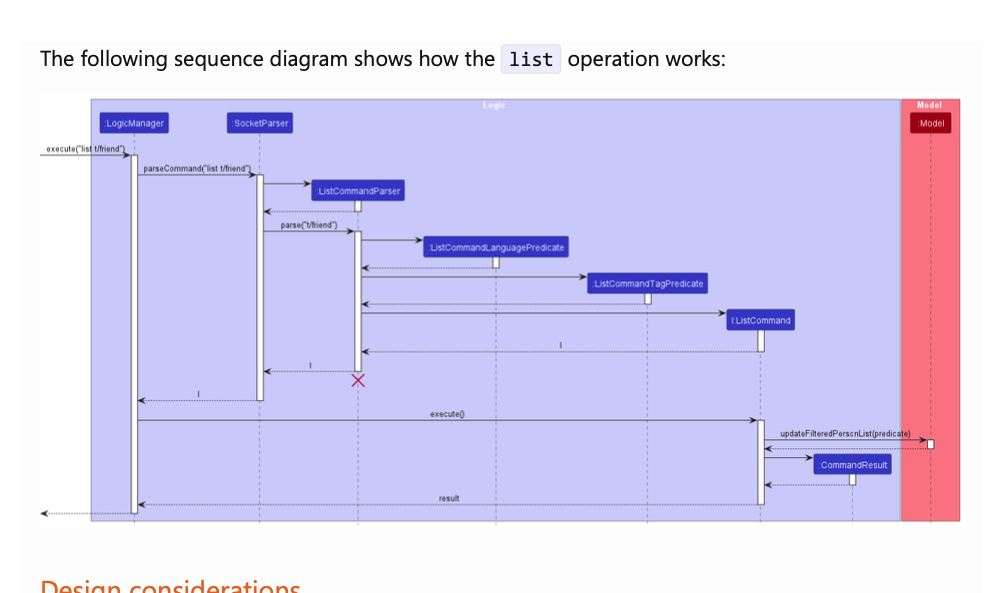 The following sequence diagram shows how the list operation works:
Logic
Model
:LogicManager
:SocketParser
:Model
execute("list t/friend")
parseCommand("list t/friend")
:ListCommandParser
parse("t/friend")
:ListCommandLanguagePredicate
:ListCommandTagPredicate
l:ListCommand
l
l
l
execute()
updateFilteredPersonList(predicate)
:CommandResult
result
Design considerations